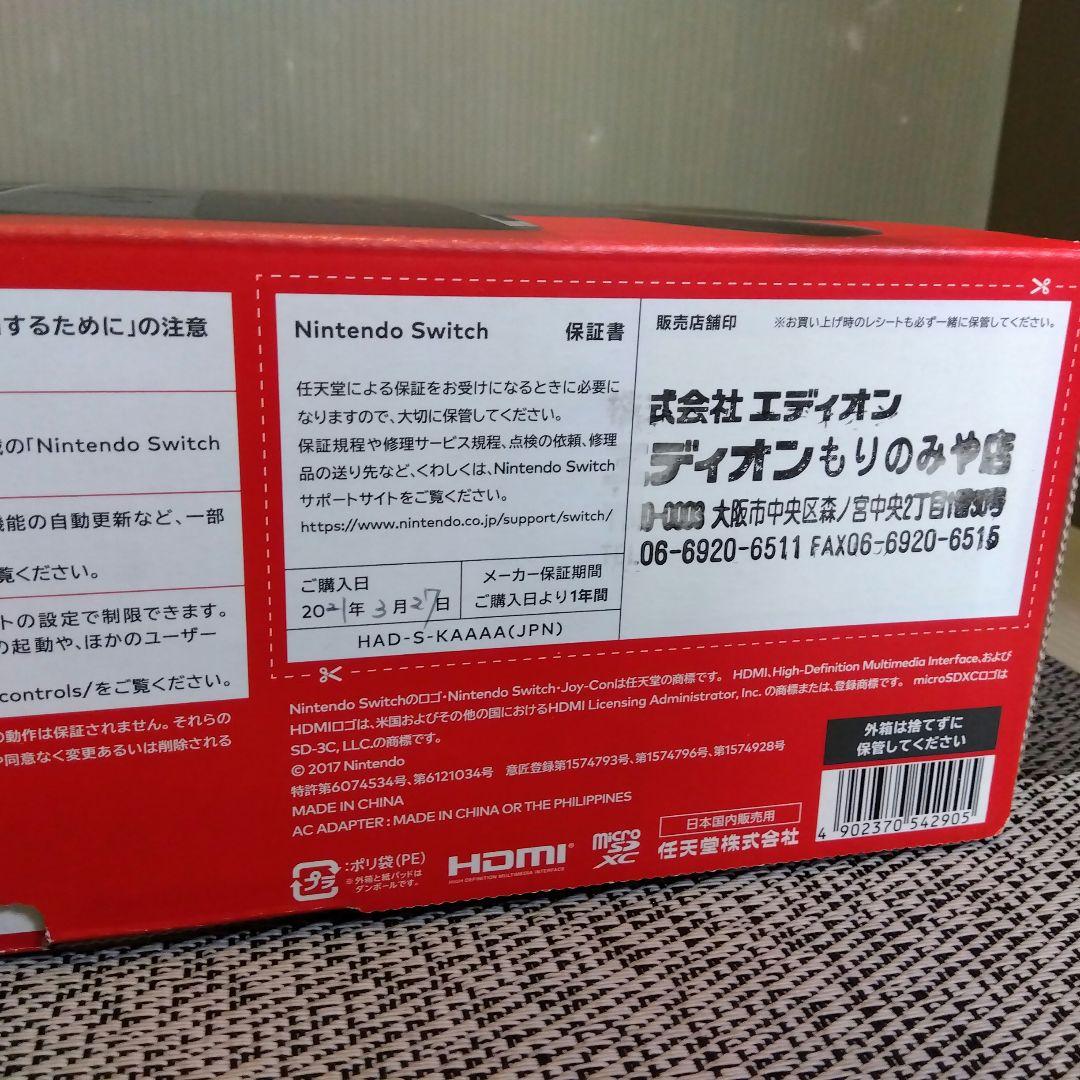 するために」の注意
の「Nintendo Switch
機能の自動更新など、一部
覧ください。
トの設定で制限できます。
の起動や、ほかのユーザー
controls/をご覧ください。
の動作は保証されません。それらの
同意なく変更あるいは削除される
Nintendo Switch 保証書
任天堂による保証をお受けになるときに必要に
なりますので、大切に保管してください。
保証規程や修理サービス規程、点検の依頼、修理
品の送り先など、くわしくは、Nintendo Switch
サポートサイトをご覧ください。
https://www.nintendo.co.jp/support/switch/
ご購入日
2021年3月27日
メーカー保証期間
ご購入日より1年間
HAD-S-KAAAA(JPN)
販売店舗印 ※お買い上げ時のレシートも必ず一緒に保管してください。
式会社 エディオン
ディオンもりのみや店
0-0003 大阪市中央区森ノ宮中央2丁目1番30号
06-6920-6511 FAX06-6920-6515
Nintendo Switchのロゴ・Nintendo Switch・Joy-Conは任天堂の商標です。 HDMI、High-Definition Multimedia Interface、および
HDMIロゴは、米国およびその他の国におけるHDMI Licensing Administrator, Inc. の商標または、登録商標です。 microSDXCロゴは
SD-3C, LLC.の商標です。
© 2017 Nintendo
特許第6074534号、第6121034号 意匠登録第1574793号、第1574796号、第1574928号
MADE IN CHINA
AC ADAPTER : MADE IN CHINA OR THE PHILIPPINES
外箱は捨てずに
保管してください
4 902370 542905
プラ
:ポリ袋(PE)
※外箱と紙パッドは
ダンボールです。
HDMI
HIGH DEFINITION MULTIMEDIA INTERFACE
micro
SD
XC
日本国内販売用
任天堂株式会社